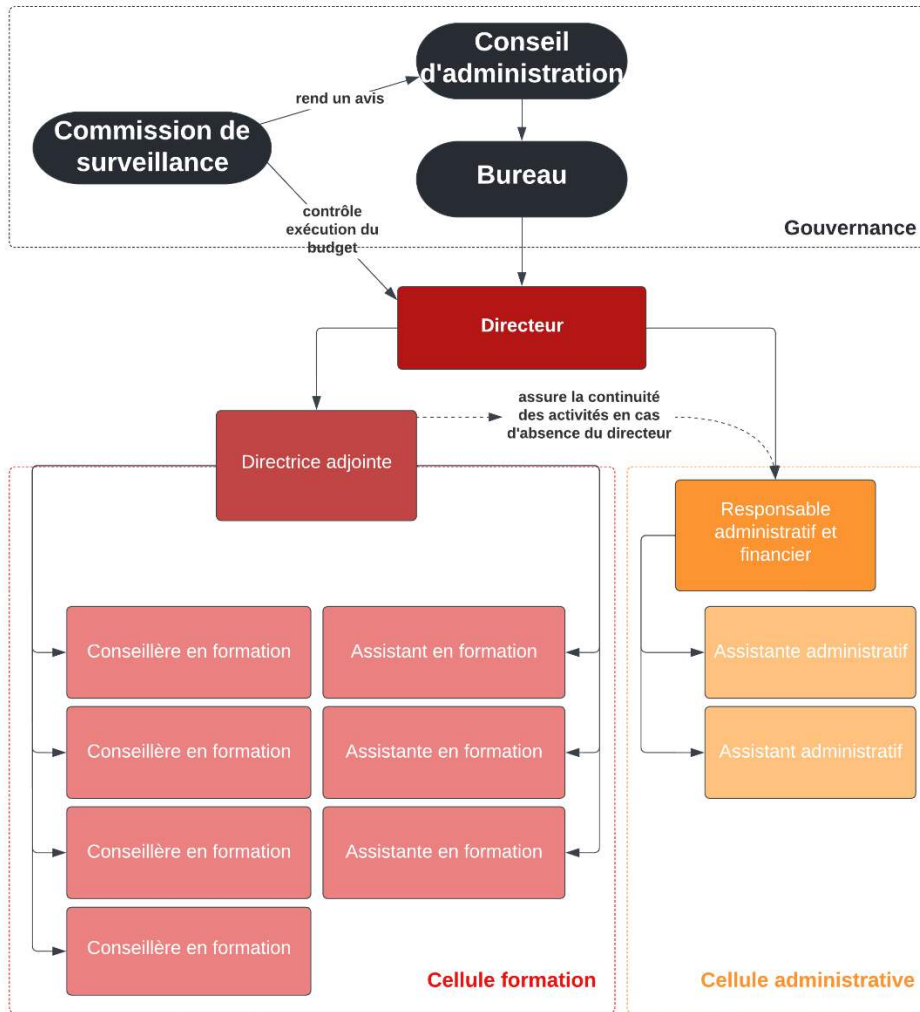 Conseil
d'administration
rend un avis
Commission de
surveillance
Bureau
contrôle
exécution du
budget
Gouvernance
Directeur
assure la continuité
des activités en cas
d'absence du directeur
Directrice adjointe
Responsable
administratif et
financier
Conseillère en formation
Assistant en formation
Assistante administratif
Conseillère en formation
Assistante en formation
Assistant administratif
Conseillère en formation
Assistante en formation
Conseillère en formation
Cellule formation
Cellule administrative